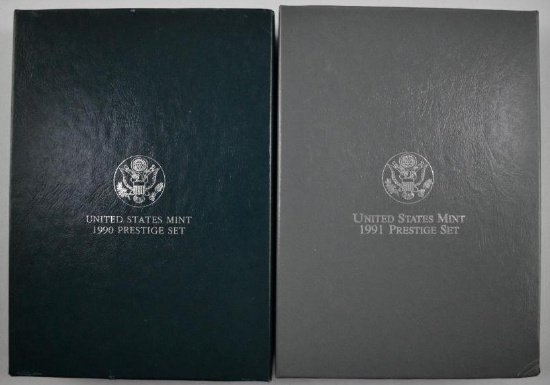 UNITED STATES MINT
1990 PRESTIGE SET
UNITED STATES MINT
1991 PRESTIGE SET